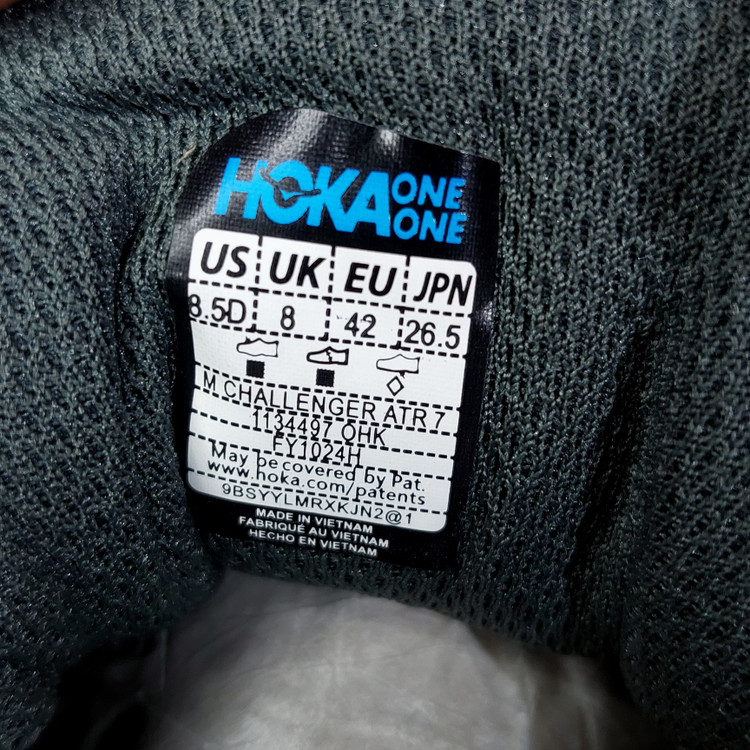 HOKA ONE ONE
US UK EU JPN
8.5D 8 42 26.5
M CHALLENGER ATR 7
1134497 OHK
FY1024H
May be covered by Pat.
www.hoka.com/patents
9BSYYLMRXKJN2@1
MADE IN VIETNAM
FABRIQUÉ AU VIETNAM
HECHO EN VIETNAM